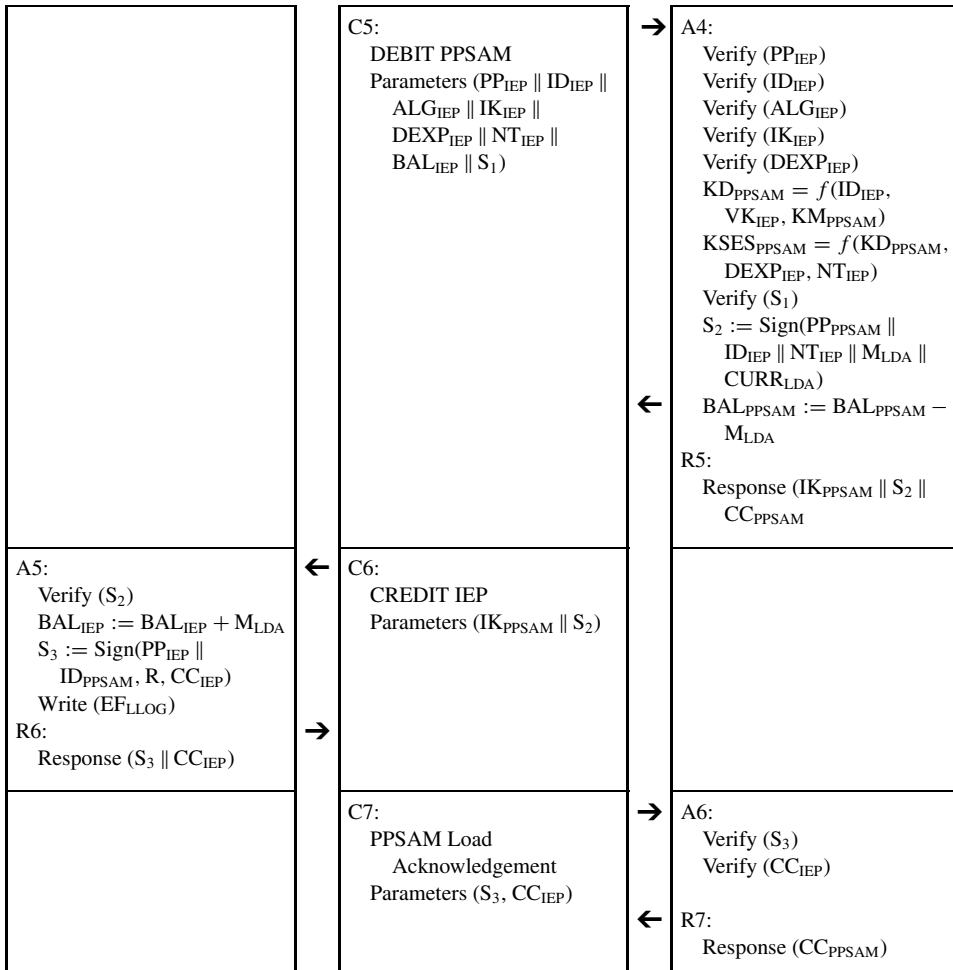 C5:
DEBIT PPSAM
Parameters (PP_IEP || ID_IEP ||
ALG_IEP || IK_IEP ||
DEXP_IEP || NT_IEP ||
BAL_IEP || S_1)
➔ A4:
Verify (PP_IEP)
Verify (ID_IEP)
Verify (ALG_IEP)
Verify (IK_IEP)
Verify (DEXP_IEP)
KD_PPSAM = f(ID_IEP,
VK_IEP, KM_PPSAM)
KSES_PPSAM = f(KD_PPSAM,
DEXP_IEP, NT_IEP)
Verify (S_1)
S_2 := Sign(PP_PPSAM ||
ID_IEP || NT_IEP || M_LDA ||
CURR_LDA)
← BAL_PPSAM := BAL_PPSAM −
M_LDA
R5:
Response (IK_PPSAM || S_2 ||
CC_PPSAM
A5:
Verify (S_2)
BAL_IEP := BAL_IEP + M_LDA
S_3 := Sign(PP_IEP ||
ID_PPSAM, R, CC_IEP)
Write (EF_LLOG)
R6:
Response (S_3 || CC_IEP)
← C6:
CREDIT IEP
Parameters (IK_PPSAM || S_2)
➔
C7:
PPSAM Load
Acknowledgement
Parameters (S_3, CC_IEP)
➔ A6:
Verify (S_3)
Verify (CC_IEP)
← R7:
Response (CC_PPSAM)